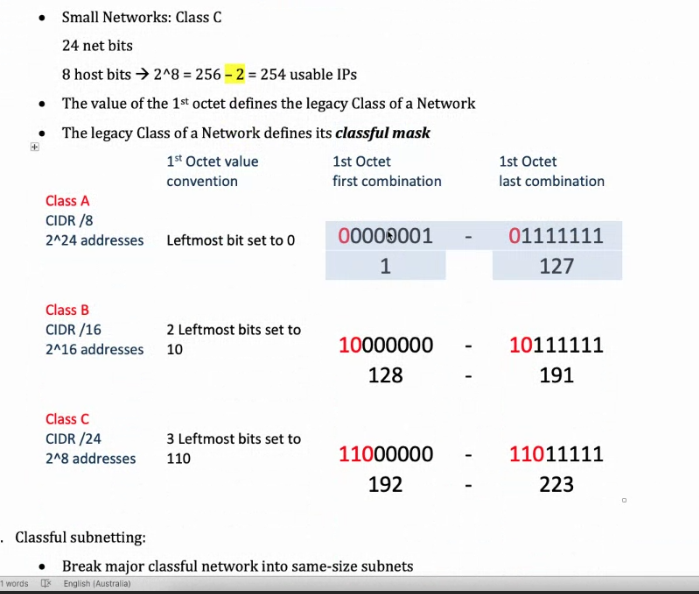 • Small Networks: Class C
24 net bits
8 host bits → 2^8 = 256 – 2 = 254 usable IPs
• The value of the 1st octet defines the legacy Class of a Network
• The legacy Class of a Network defines its classful mask
1st Octet value 1st Octet 1st Octet
convention first combination last combination
Class A
CIDR /8
2^24 addresses Leftmost bit set to 0 00000001 - 01111111
1 127
Class B
CIDR /16 2 Leftmost bits set to
2^16 addresses 10 10000000 - 10111111
128 - 191
Class C
CIDR /24 3 Leftmost bits set to
2^8 addresses 110 11000000 - 11011111
192 - 223
. Classful subnetting:
• Break major classful network into same-size subnets
1 words English (Australia)